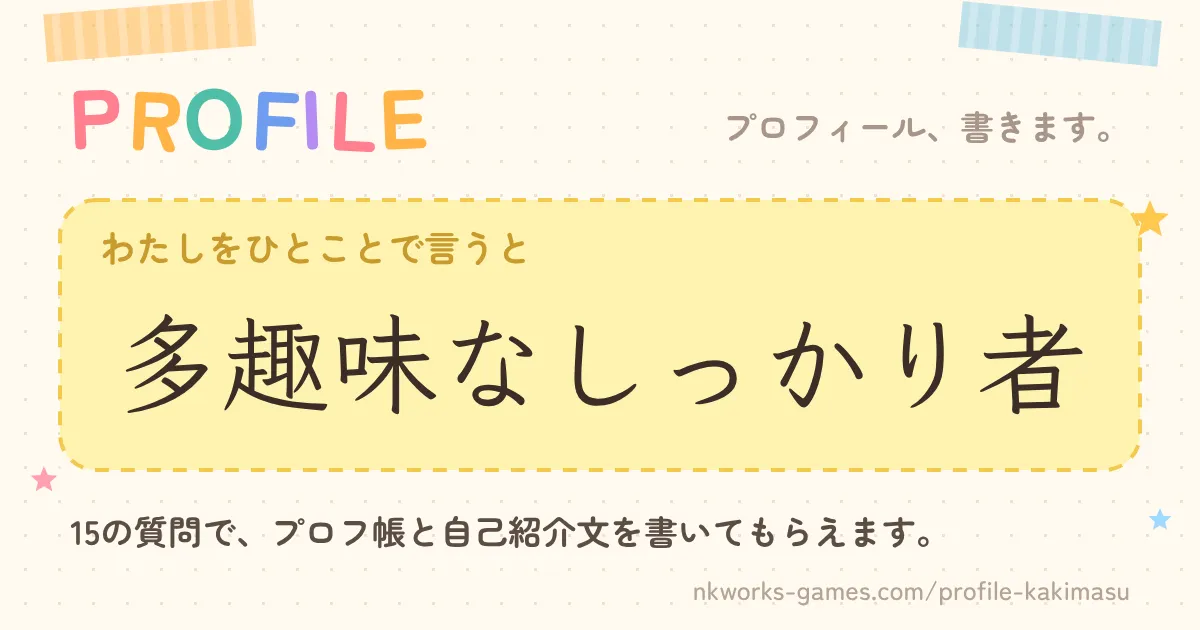 PROFILE
プロフィール、書きます。
わたしをひとことで言うと
多趣味なしっかり者
15の質問で、プロフ帳と自己紹介文を書いてもらえます。
nkworks-games.com/profile-kakimasu